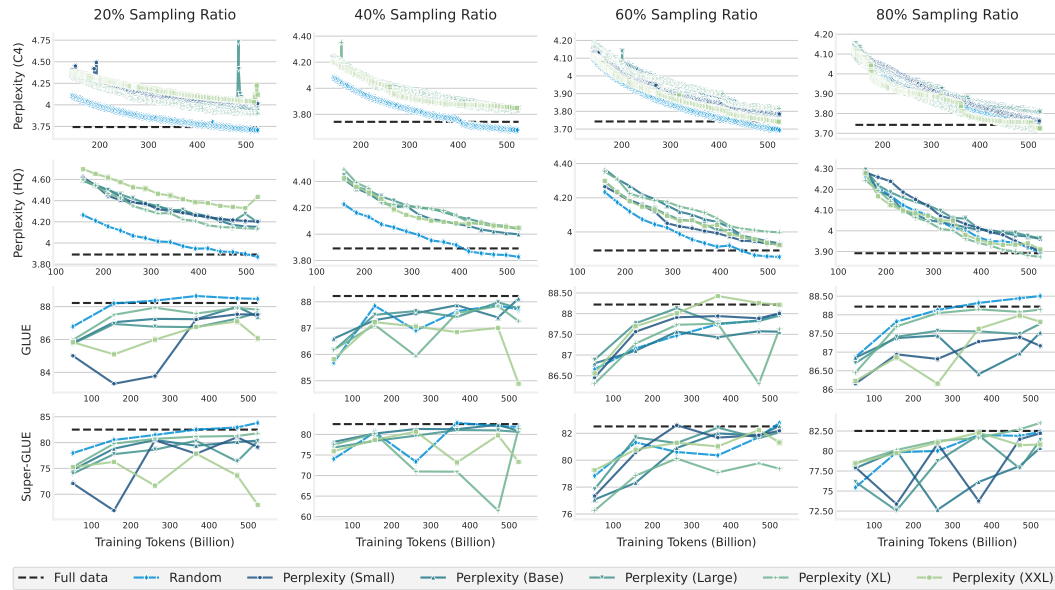 20% Sampling Ratio
40% Sampling Ratio
60% Sampling Ratio
80% Sampling Ratio
Perplexity (C4)
4.75
4.50
4.25
4
3.75
200 300 400 500
4.40
4.20
4
3.80
200 300 400 500
4.20
4.10
4
3.90
3.80
3.70
200 300 400 500
4.20
4.10
4
3.90
3.80
3.70
200 300 400 500
Perplexity (HQ)
4.60
4.40
4.20
4
3.80
100 200 300 400 500
4.40
4.20
4
3.80
100 200 300 400 500
4.40
4.20
4
100 200 300 400 500
4.30
4.20
4.10
4
3.90
100 200 300 400 500
GLUE
88
86
84
100 200 300 400 500
88
87
86
85
100 200 300 400 500
88.50
88
87.50
87
86.50
100 200 300 400 500
88.50
88
87.50
87
86.50
86
100 200 300 400 500
Super-GLUE
85
80
75
70
100 200 300 400 500
80
75
70
65
60
100 200 300 400 500
82
80
78
76
100 200 300 400 500
82.50
80
77.50
75
72.50
100 200 300 400 500
Training Tokens (Billion)
Training Tokens (Billion)
Training Tokens (Billion)
Training Tokens (Billion)
Full data Random Perplexity (Small) Perplexity (Base) Perplexity (Large) Perplexity (XL) Perplexity (XXL)